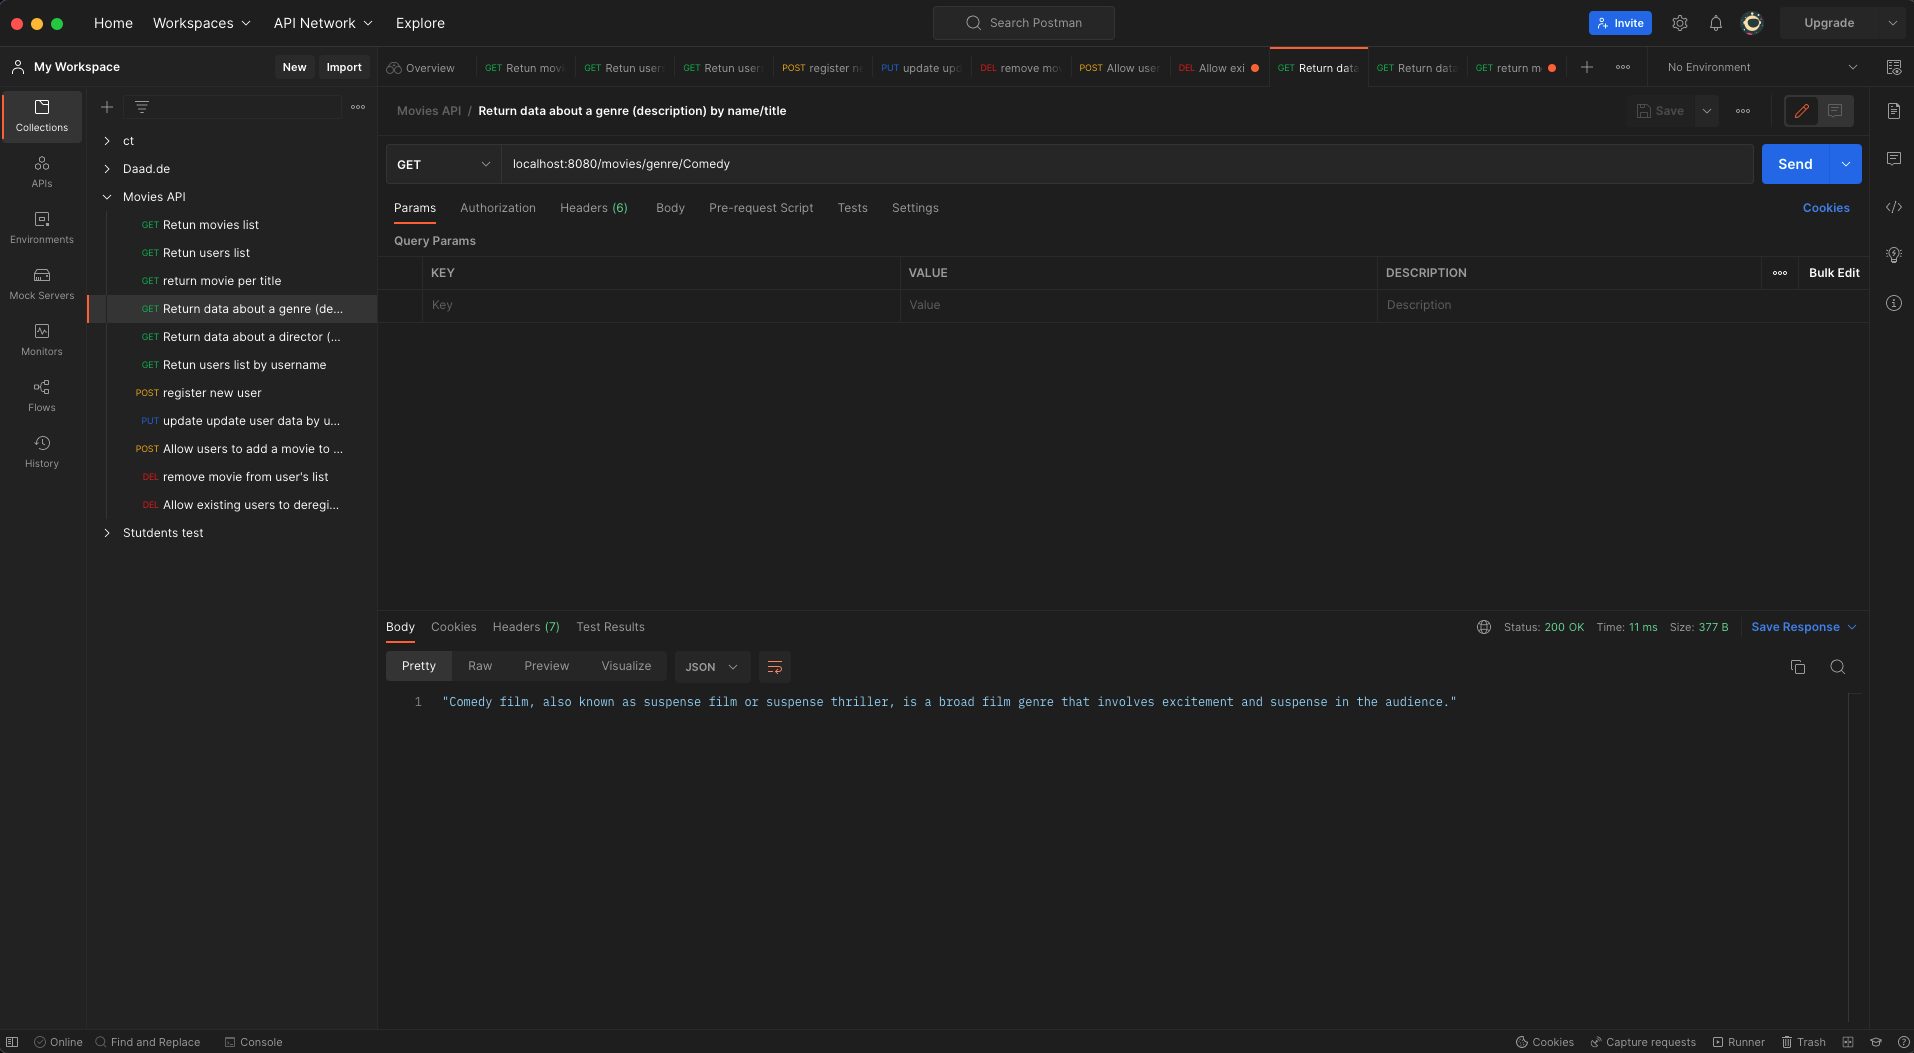 Home Workspaces API Network Explore
Search Postman
Invite
Upgrade
My Workspace
New Import
Overview
GET Retun movi
GET Retun users
GET Retun users
POST register n
PUT update upd
DEL remove mo
POST Allow user
DEL Allow exi
GET Return data
GET Return data
GET return m
No Environment
Collections
APIs
Environments
Mock Servers
Monitors
Flows
History
ct
Daad.de
Movies API
GET Retun movies list
GET Retun users list
GET return movie per title
GET Return data about a genre (de...
GET Return data about a director (...
GET Retun users list by username
POST register new user
PUT update update user data by u...
POST Allow users to add a movie to ...
DEL remove movie from user's list
DEL Allow existing users to deregi...
Stutdents test
Movies API / Return data about a genre (description) by name/title
Save
GET localhost:8080/movies/genre/Comedy
Send
Params Authorization Headers (6) Body Pre-request Script Tests Settings
Cookies
Query Params
KEY VALUE DESCRIPTION
Bulk Edit
Key Value Description
Body Cookies Headers (7) Test Results
Status: 200 OK Time: 11 ms Size: 377 B
Save Response
Pretty Raw Preview Visualize JSON
1 "Comedy film, also known as suspense film or suspense thriller, is a broad film genre that involves excitement and suspense in the audience."
Online Find and Replace Console
Cookies Capture requests Runner Trash